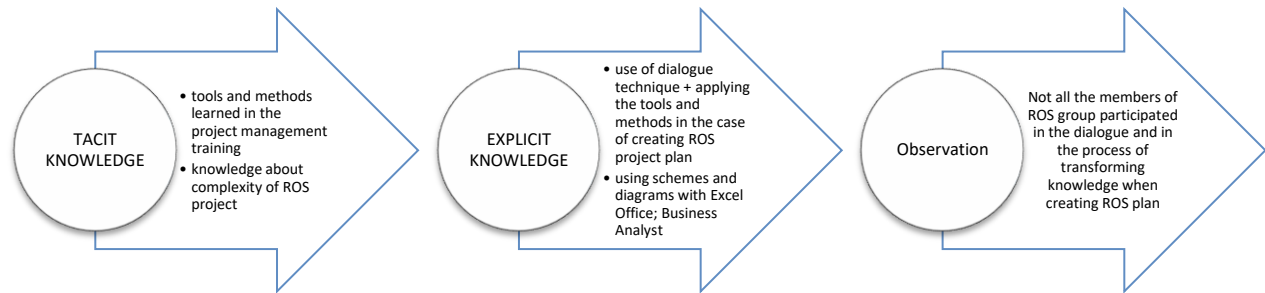 TACIT
KNOWLEDGE
• tools and methods
learned in the
project management
training
• knowledge about
complexity of ROS
project
EXPLICIT
KNOWLEDGE
• use of dialogue
technique + applying
the tools and
methods in the case
of creating ROS
project plan
• using schemes and
diagrams with Excel
Office; Business
Analyst
Observation
Not all the members of
ROS group participated
in the dialogue and in
the process of
transforming
knowledge when
creating ROS plan